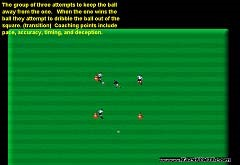 The group of three attempts to keep the ball
away from the one. When the one wins the
ball they attempt to dribble the ball out of the
square. (transition) Coaching points include
pace, accuracy, timing, and deception.